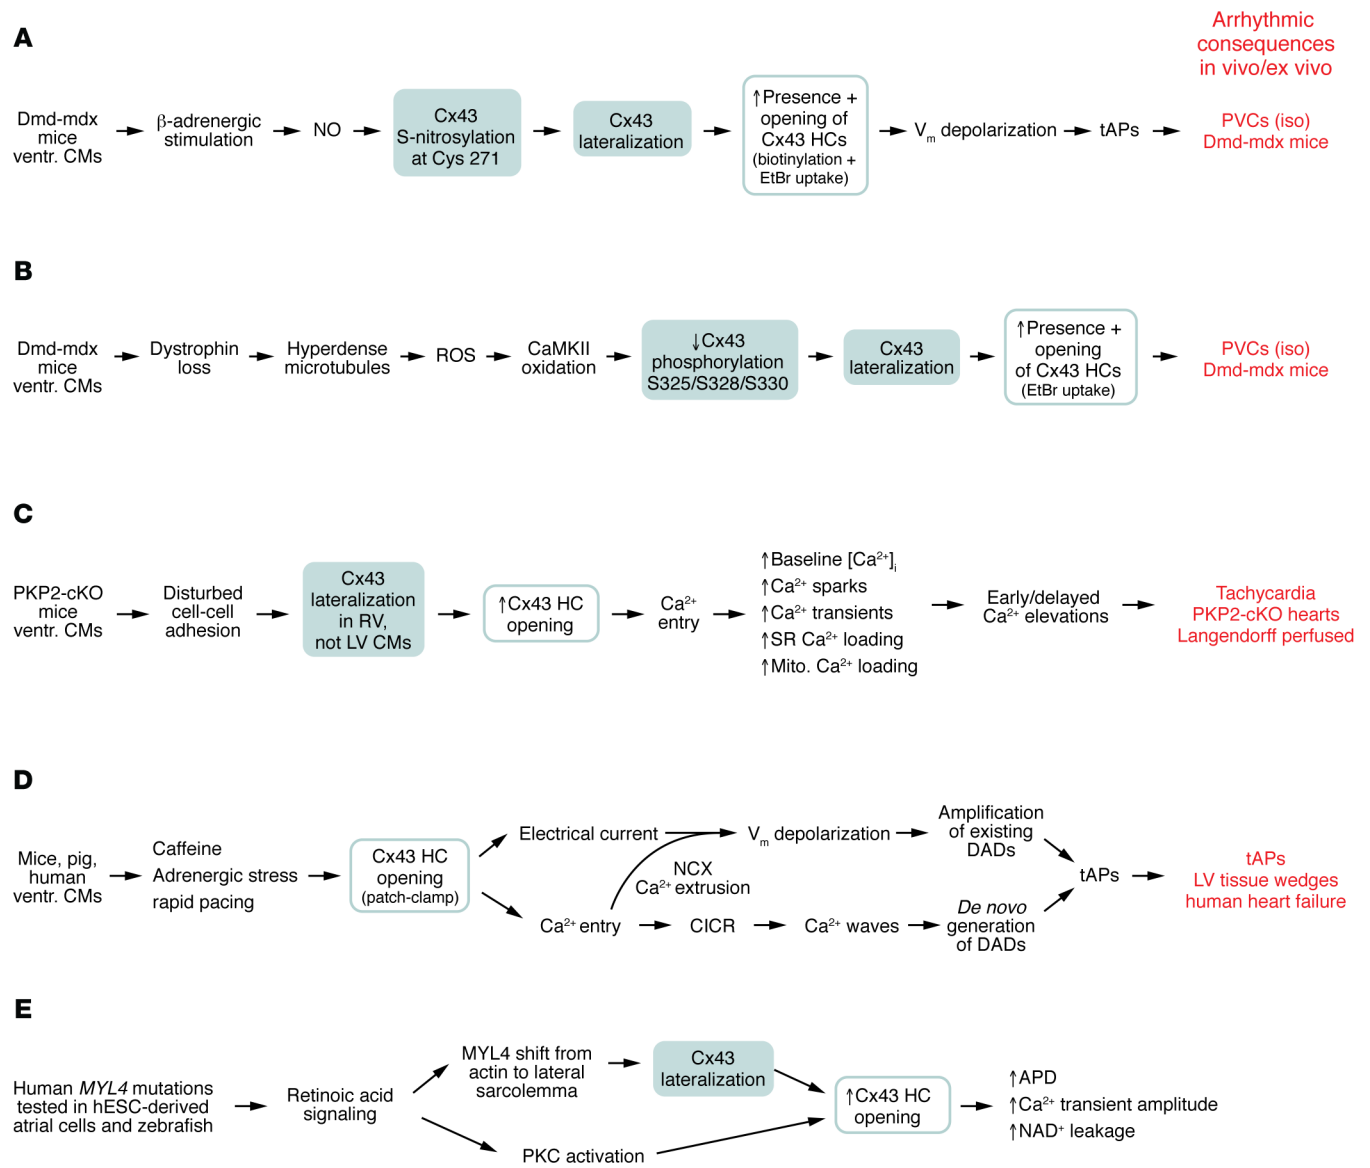 A
Arrhythmic
consequences
in vivo/ex vivo
Dmd-mdx
mice
ventr. CMs
β-adrenergic
stimulation
NO
Cx43
S-nitrosylation
at Cys 271
Cx43
lateralization
↑Presence +
opening of
Cx43 HCs
(biotinylation +
EtBr uptake)
Vm depolarization
tAPs
PVCs (iso)
Dmd-mdx mice
B
Dmd-mdx
mice
ventr. CMs
Dystrophin
loss
Hyperdense
microtubules
ROS
CaMKII
oxidation
↓Cx43
phosphorylation
S325/S328/S330
Cx43
lateralization
↑Presence +
opening
of Cx43 HCs
(EtBr uptake)
PVCs (iso)
Dmd-mdx mice
C
PKP2-cKO
mice
ventr. CMs
Disturbed
cell-cell
adhesion
Cx43
lateralization
in RV,
not LV CMs
↑Cx43 HC
opening
Ca2+
entry
↑Baseline [Ca2+]i
↑Ca2+ sparks
↑Ca2+ transients
↑SR Ca2+ loading
↑Mito. Ca2+ loading
Early/delayed
Ca2+ elevations
Tachycardia
PKP2-cKO hearts
Langendorff perfused
D
Mice, pig,
human
ventr. CMs
Caffeine
Adrenergic stress
rapid pacing
Cx43 HC
opening
(patch-clamp)
Electrical current
Vm depolarization
Amplification
of existing
DADs
NCX
Ca2+ extrusion
Ca2+ entry
CICR
Ca2+ waves
De novo
generation
of DADs
tAPs
tAPs
LV tissue wedges
human heart failure
E
Human MYL4 mutations
tested in hESC-derived
atrial cells and zebrafish
Retinoic acid
signaling
MYL4 shift from
actin to lateral
sarcolemma
Cx43
lateralization
PKC activation
↑Cx43 HC
opening
↑APD
↑Ca2+ transient amplitude
↑NAD+ leakage